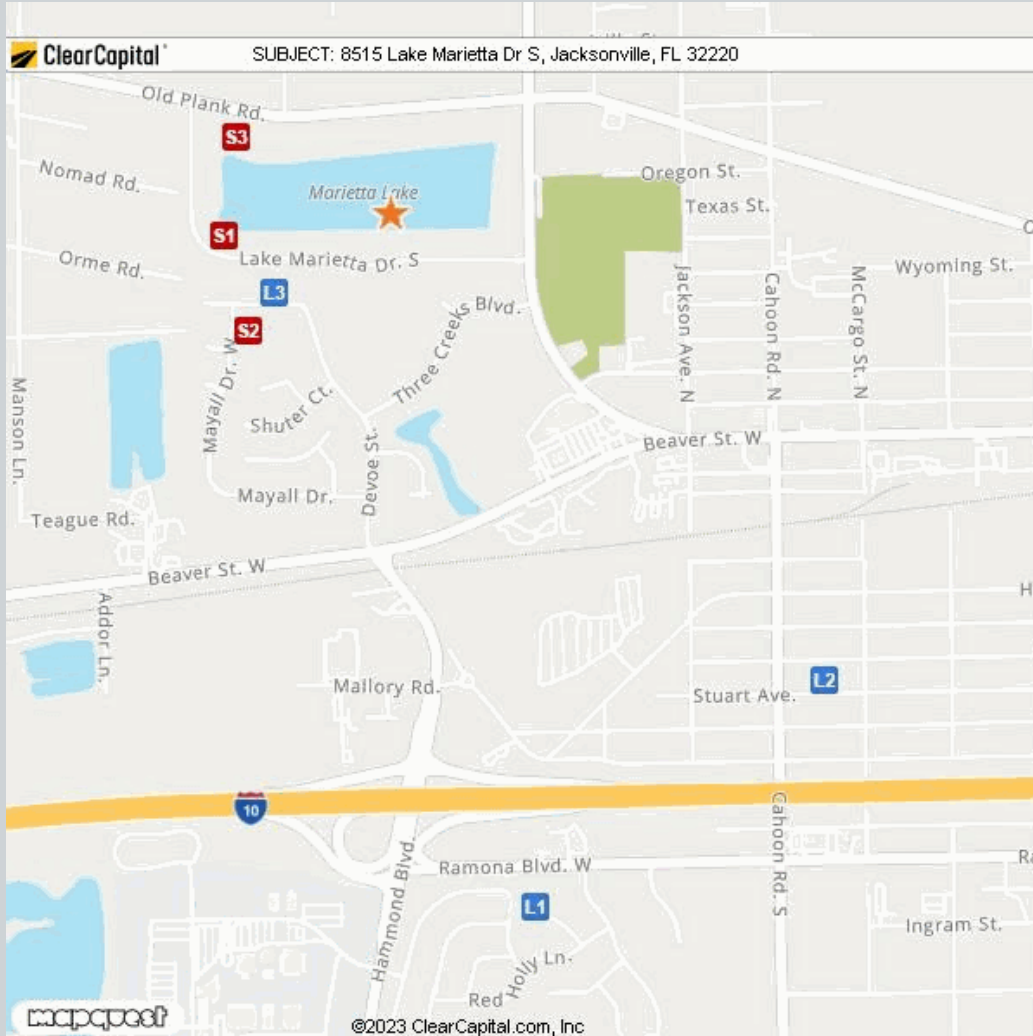 ClearCapital
SUBJECT: 8515 Lake Marietta Dr S, Jacksonville, FL 32220
Old Plank Rd.
S3
Nomad Rd.
Marietta Lake
Oregon St.
Texas St.
S1
Orme Rd.
Lake Marietta Dr. S
Wyoming St.
L3
S2
Three Creeks Blvd.
Jackson Ave. N
Cahoon Rd. N
McCargo St. N
Manson Ln.
Mayall Dr. W
Shuter Ct.
Devoe St.
Beaver St. W
Mayall Dr.
Teague Rd.
Beaver St. W
Addor Ln.
Mallory Rd.
Stuart Ave.
L2
10
Cahoon Rd. S
Hammond Blvd.
Ramona Blvd. W
L1
Ingram St.
Red Holly Ln.
mapquest
©2023 ClearCapital.com, Inc